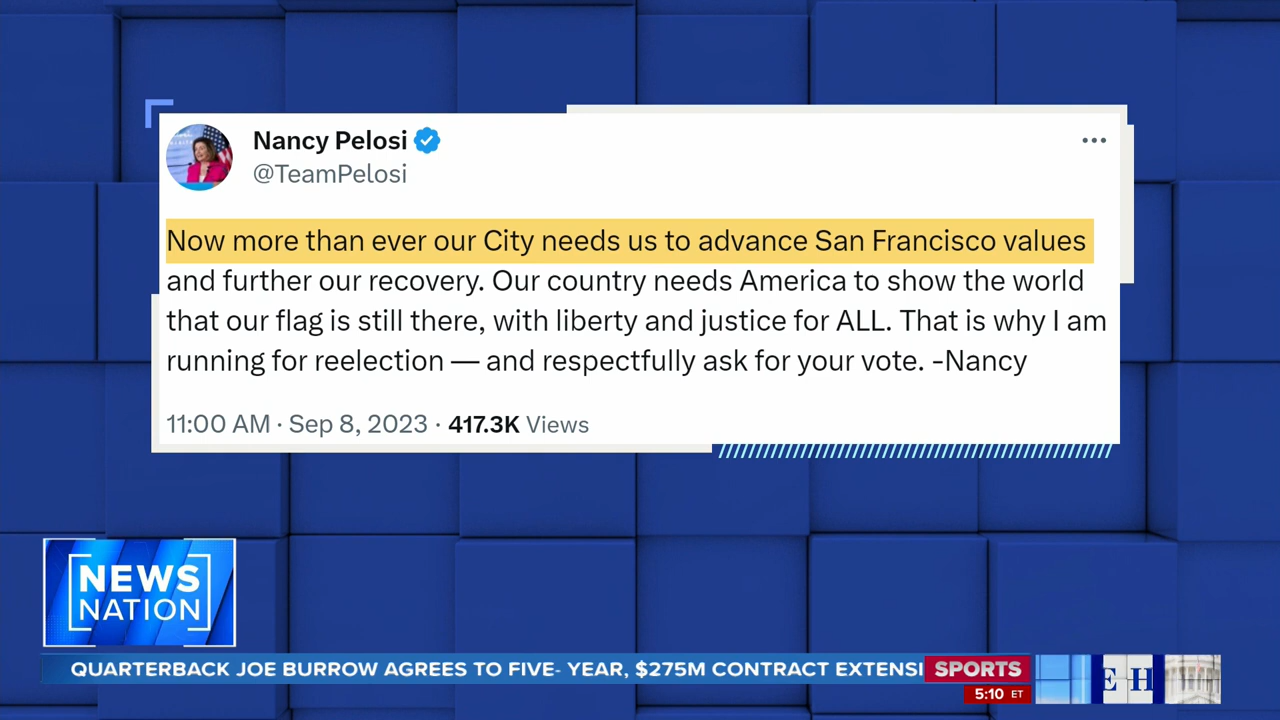 Nancy Pelosi
@TeamPelosi
Now more than ever our City needs us to advance San Francisco values
and further our recovery. Our country needs America to show the world
that our flag is still there, with liberty and justice for ALL. That is why I am
running for reelection — and respectfully ask for your vote. -Nancy
11:00 AM · Sep 8, 2023 · 417.3K Views
NEWS
NATION
QUARTERBACK JOE BURROW AGREES TO FIVE- YEAR, $275M CONTRACT EXTENSI
SPORTS
5:10 ET
E H